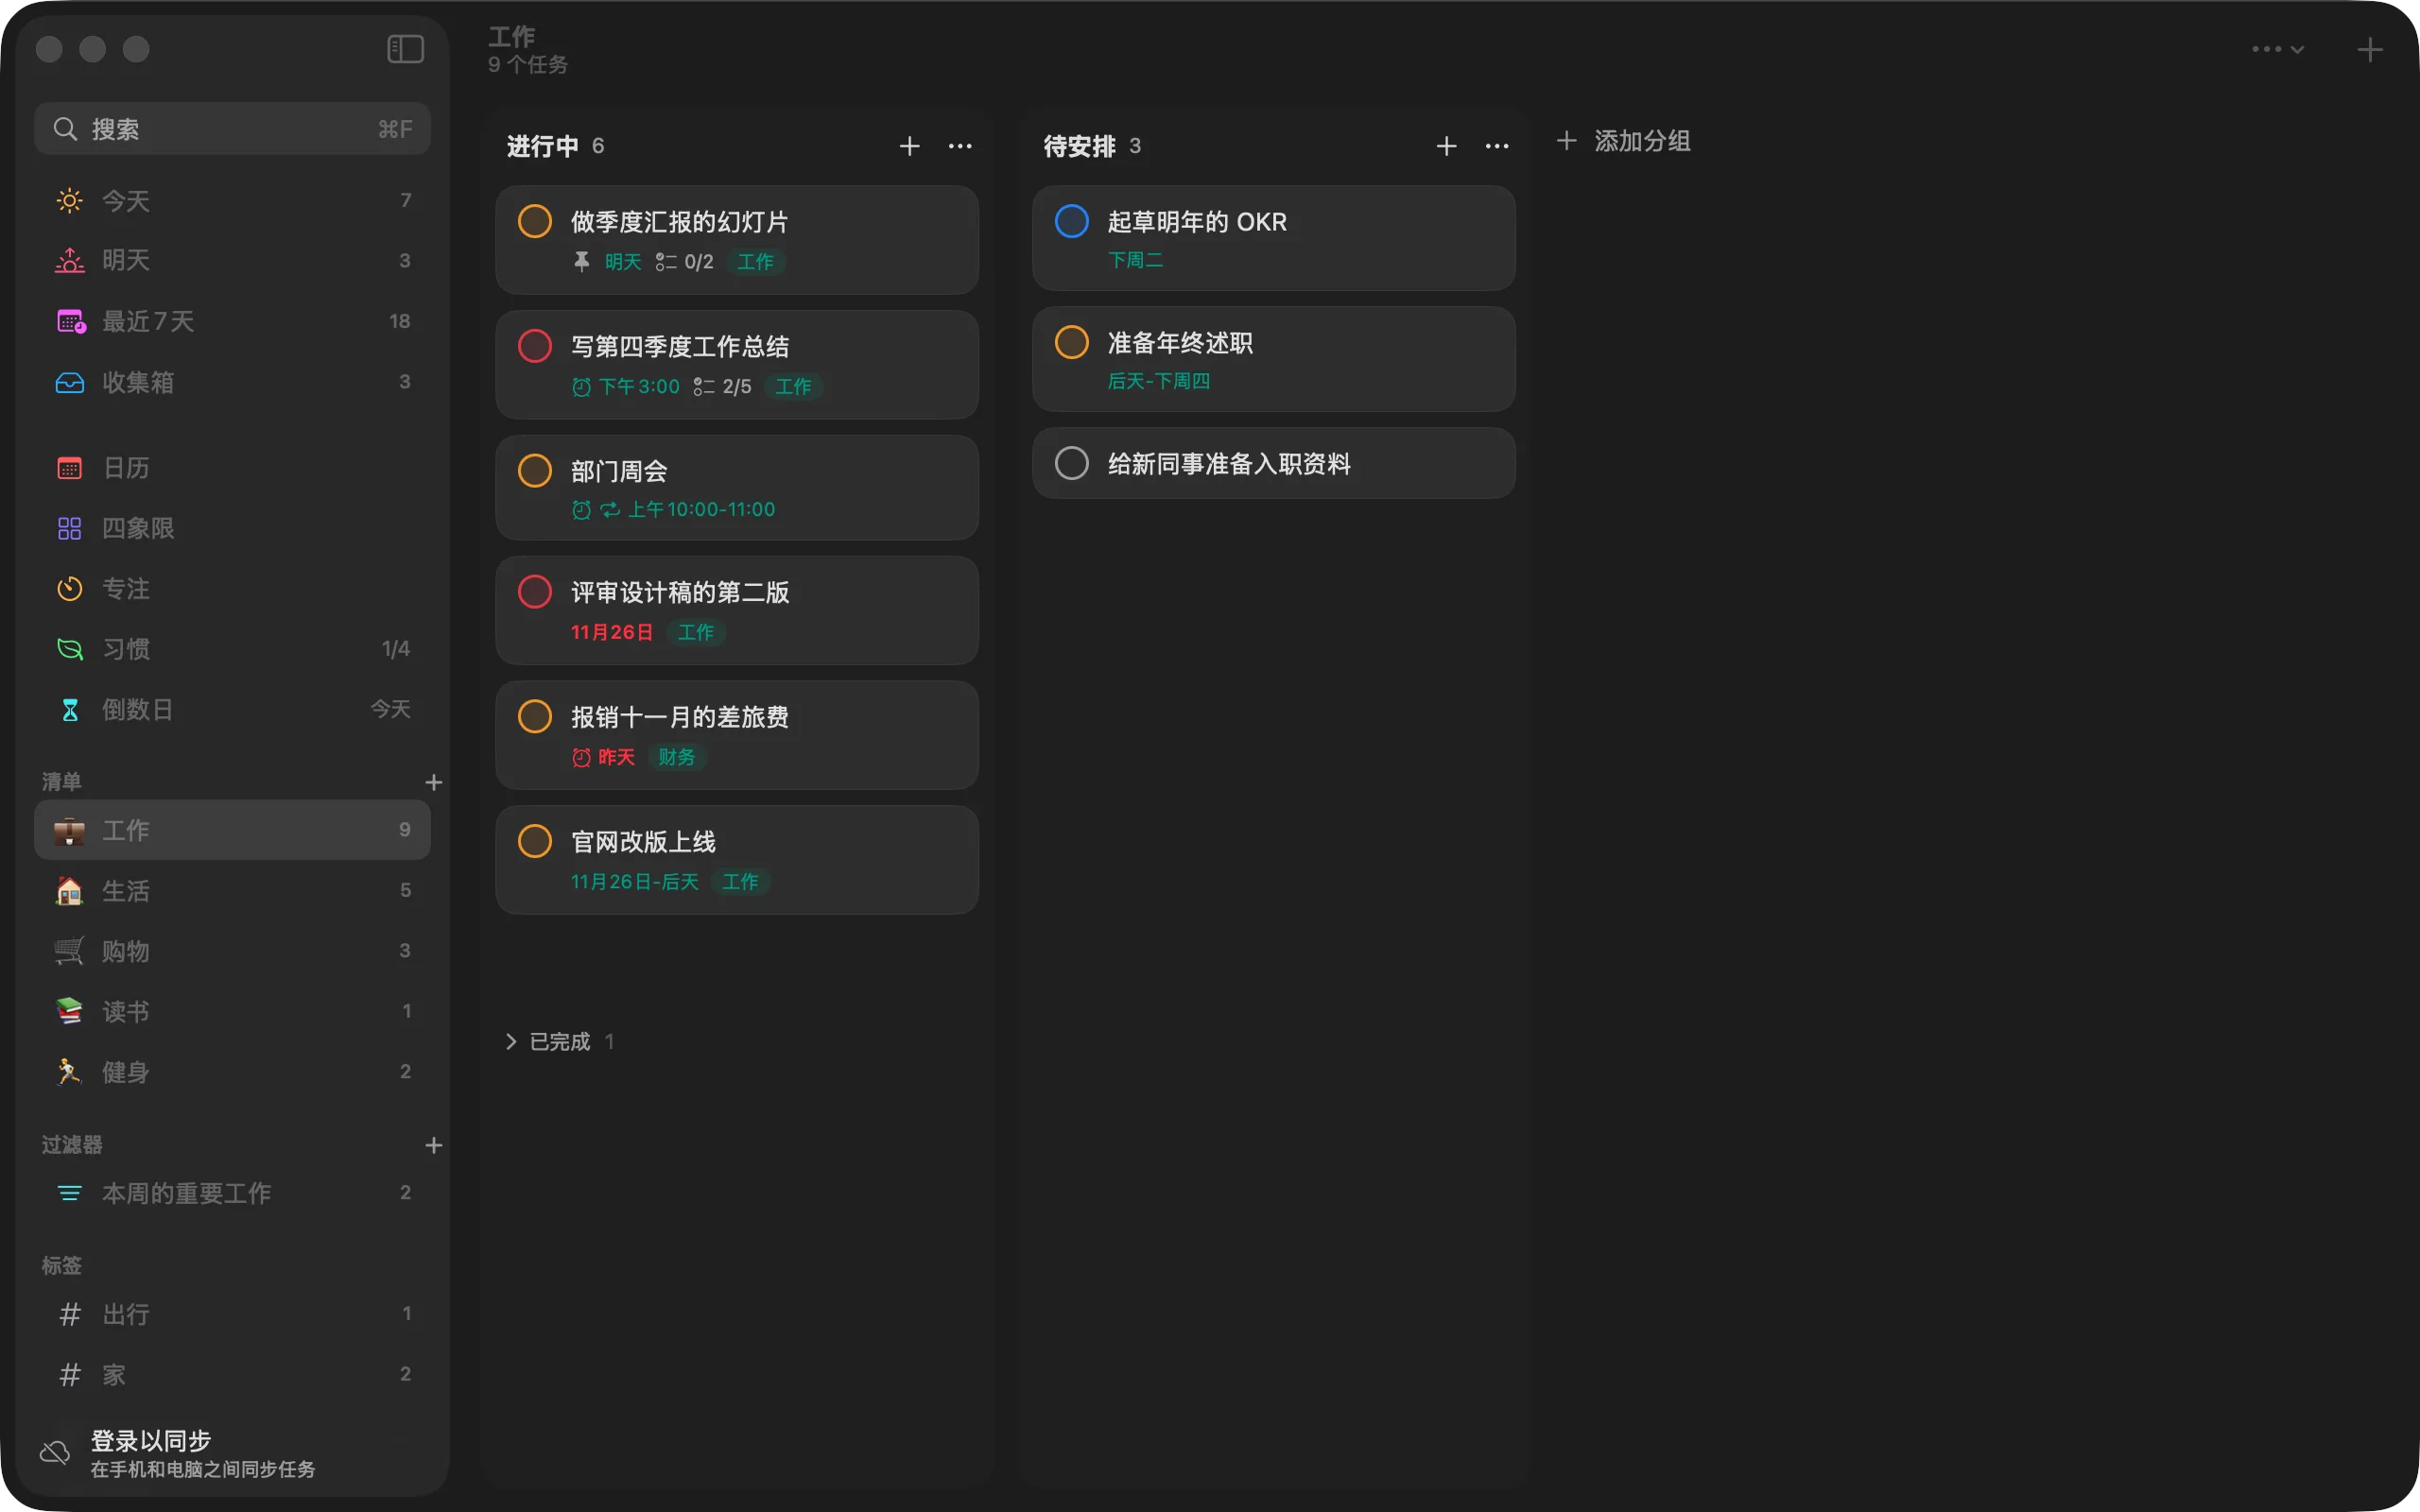 搜索 ⌘F
今天 7
明天 3
最近7天 18
收集箱 3
日历
四象限
专注
习惯 1/4
倒数日 今天
清单
工作 9
生活 5
购物 3
读书 1
健身 2
过滤器
本周的重要工作 2
标签
# 出行 1
# 家 2
登录以同步
在手机和电脑之间同步任务
工作
9 个任务
进行中 6
做季度汇报的幻灯片
明天 0/2 工作
写第四季度工作总结
下午3:00 2/5 工作
部门周会
上午10:00-11:00
评审设计稿的第二版
11月26日 工作
报销十一月的差旅费
昨天 财务
官网改版上线
11月26日-后天 工作
已完成 1
待安排 3
起草明年的 OKR
下周二
准备年终述职
后天-下周四
给新同事准备入职资料
添加分组